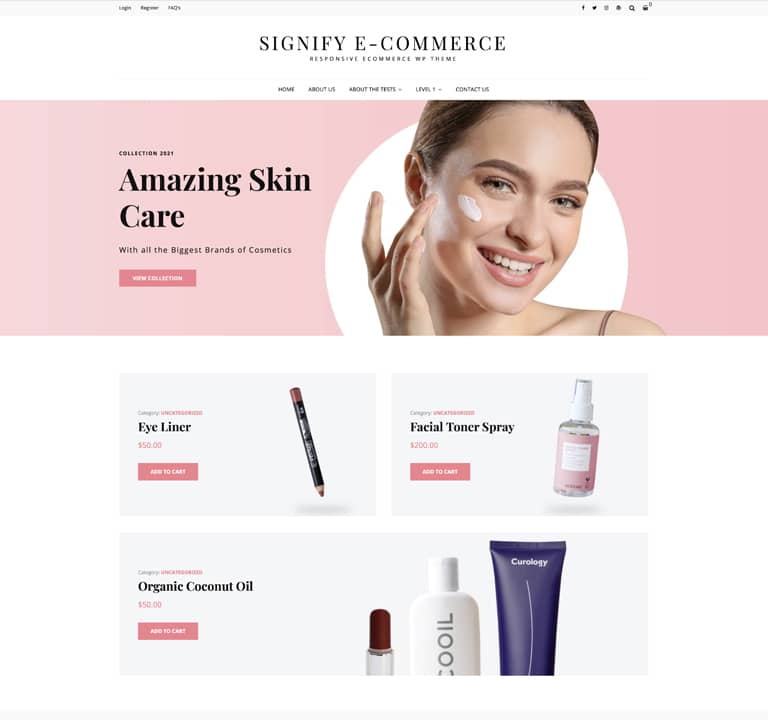 Login Register FAQ's
0
SIGNIFY E-COMMERCE
RESPONSIVE ECOMMERCE WP THEME
HOME ABOUT US ABOUT THE TESTS LEVEL 1 CONTACT US
COLLECTION 2021
Amazing Skin
Care
With all the Biggest Brands of Cosmetics
VIEW COLLECTION
Category: UNCATEGORIZED
Eye Liner
$50.00
ADD TO CART
Category: UNCATEGORIZED
Facial Toner Spray
$200.00
ADD TO CART
Category: UNCATEGORIZED
Organic Coconut Oil
$50.00
ADD TO CART
COOIL
Curology